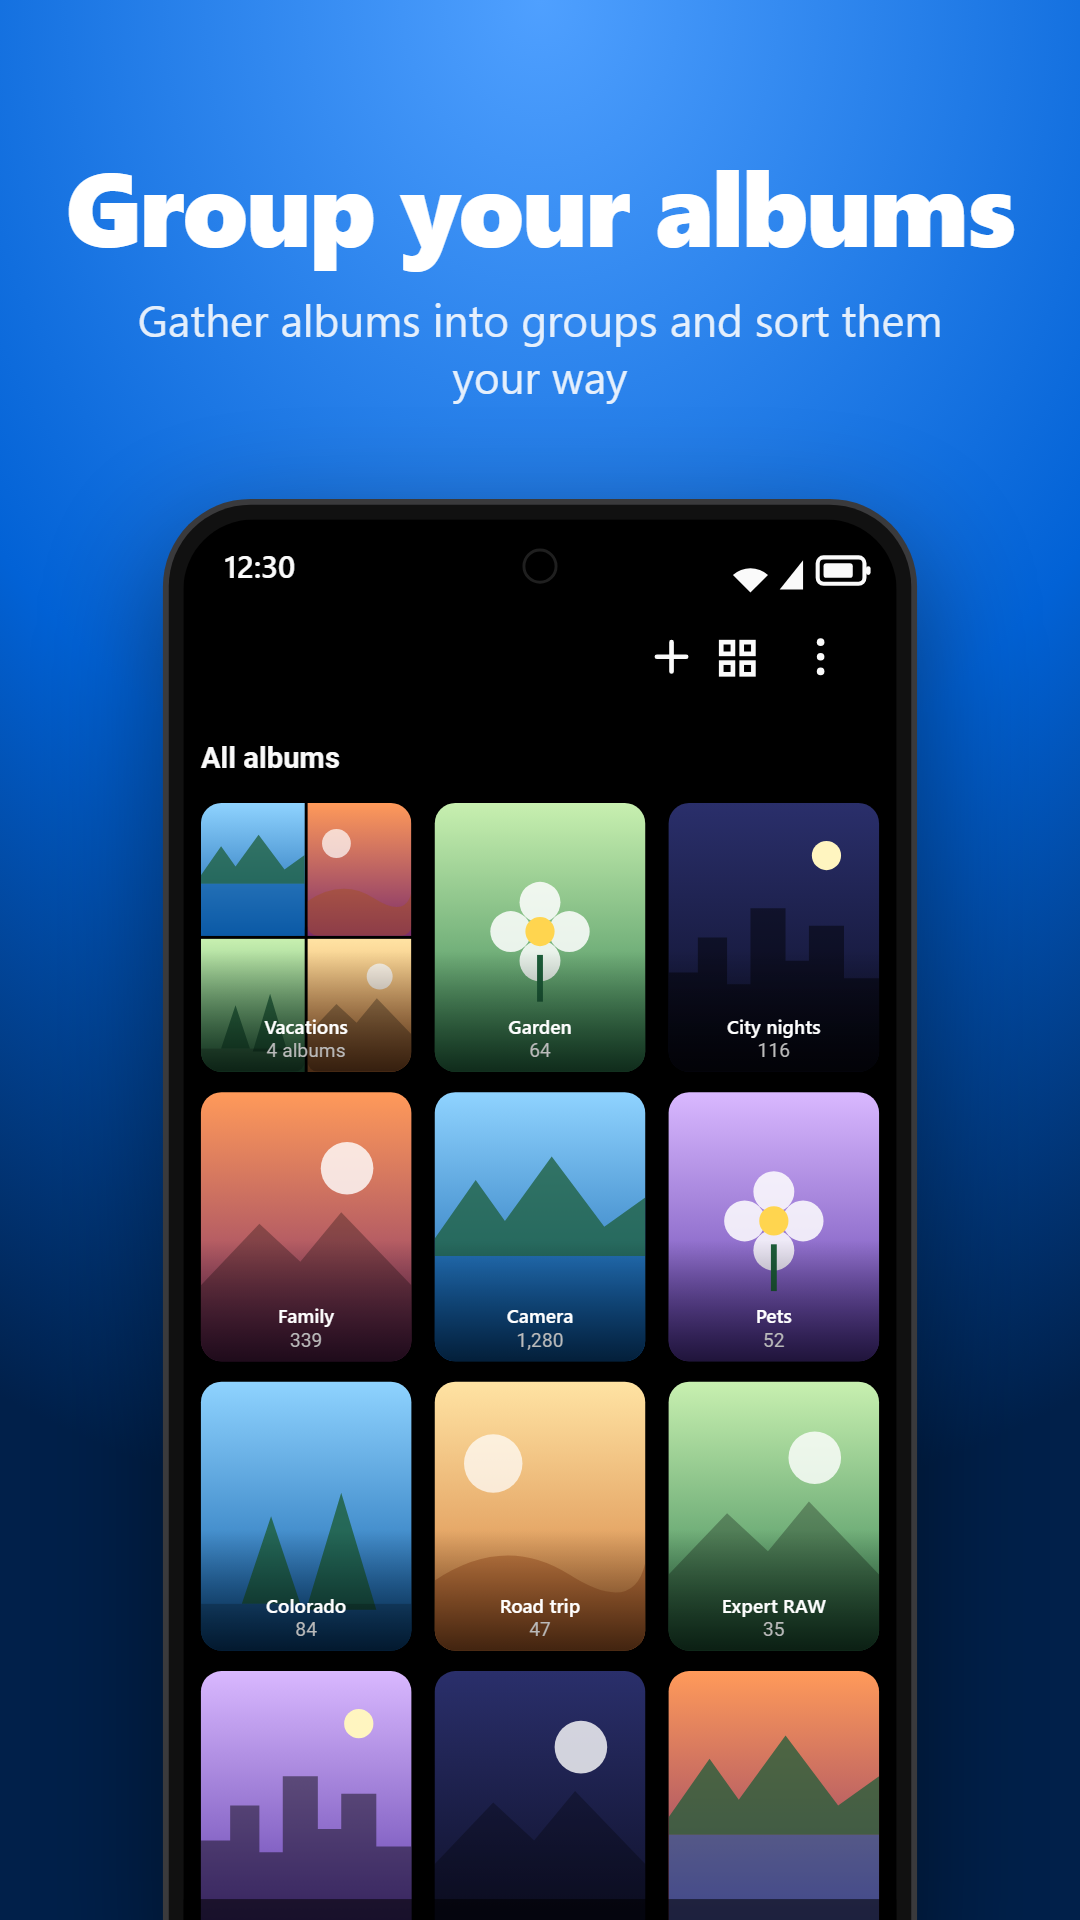 Group your albums
Gather albums into groups and sort them
your way
12:30
All albums
Vacations
4 albums
Garden
64
City nights
116
Family
339
Camera
1,280
Pets
52
Colorado
84
Road trip
47
Expert RAW
35